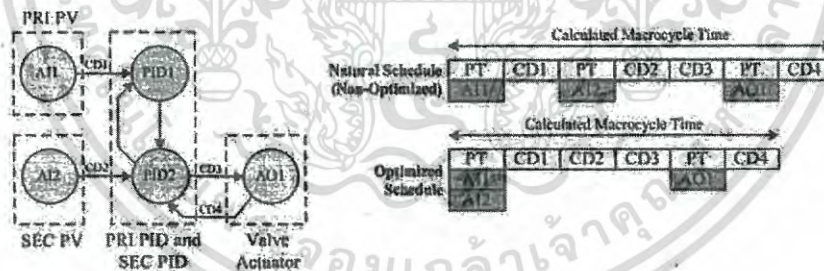 PRI PV
AI1
CD1
PID1
AI2
CD2
PID2
CD3
AO1
CD4
SEC PV
PRI PID and
SEC PID
Valve
Actuator
Calculated Macrocycle Time
Natural Schedule
(Non-Optimized)
PT CD1 PT CD2 CD3 PT CD4
AI1 AI2 AO1
Calculated Macrocycle Time
Optimized
Schedule
PT CD1 CD2 CD3 PT CD4
AI1 AO1
AI2